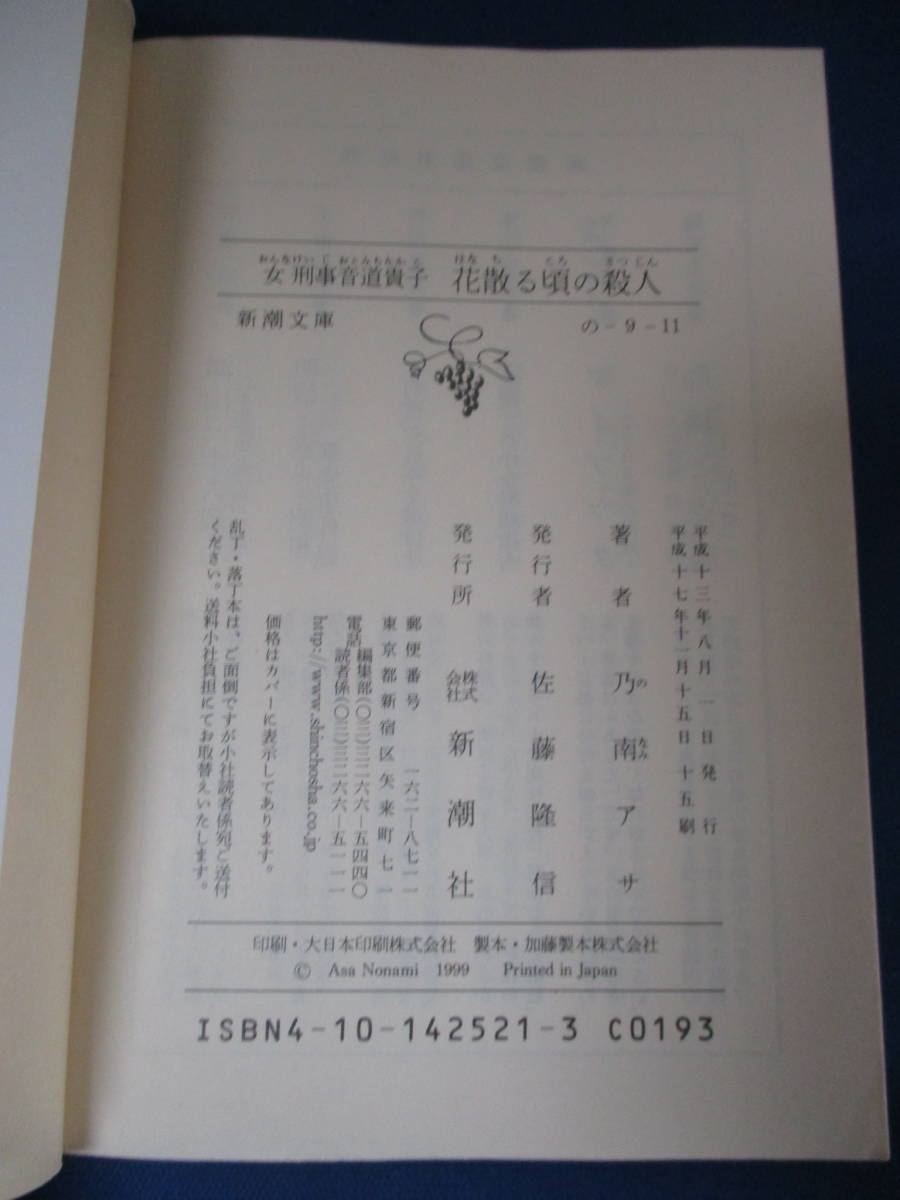 女刑事音道貴子　花散る頃の殺人
新潮文庫　の-9-11
平成十三年八月一日発行
平成十七年十一月十五日十五刷
著者　乃南アサ
発行者　佐藤隆信
発行所　株式会社新潮社
郵便番号　一六二―八七一一
東京都新宿区矢来町七一
電話 編集部(〇三)三二六六―五四四〇
読者係(〇三)三二六六―五一一一
http://www.shinchosha.co.jp
価格はカバーに表示してあります。
乱丁・落丁本は、ご面倒ですが小社読者係宛ご送付
ください。送料小社負担にてお取替えいたします。
印刷・大日本印刷株式会社　製本・加藤製本株式会社
© Asa Nonami 1999　Printed in Japan
ISBN4-10-142521-3 C0193